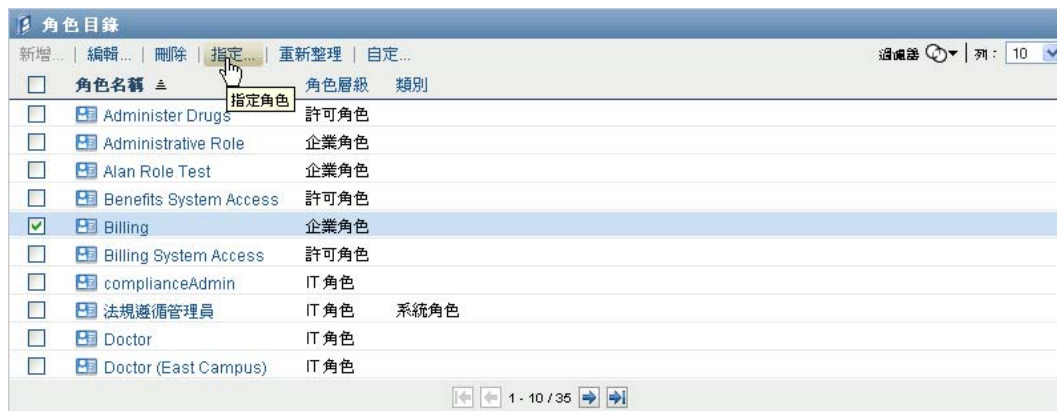 角色目錄
新增... | 編輯... | 刪除 | 指定... | 重新整理 | 自定... 過濾器 | 列: 10
角色名稱 角色層級 類別
指定角色
Administer Drugs 許可角色
Administrative Role 企業角色
Alan Role Test 企業角色
Benefits System Access 許可角色
Billing 企業角色
Billing System Access 許可角色
complianceAdmin IT 角色
法規遵循管理員 IT 角色 系統角色
Doctor IT 角色
Doctor (East Campus) IT 角色
1 - 10 / 35